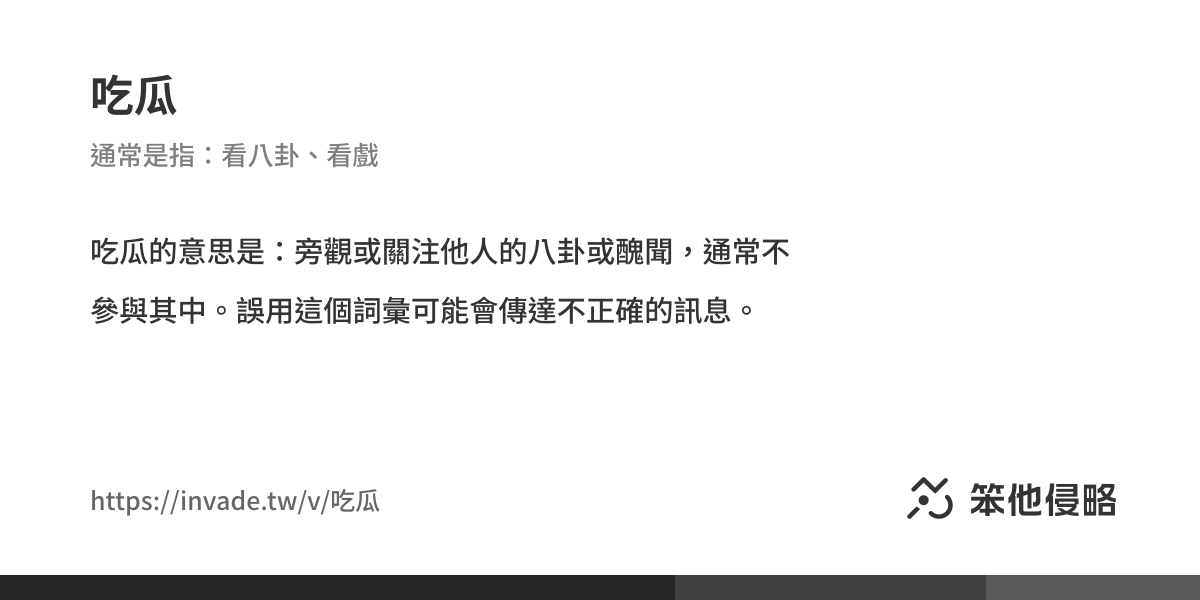 吃瓜
通常是指：看八卦、看戲
吃瓜的意思是：旁觀或關注他人的八卦或醜聞，通常不
參與其中。誤用這個詞彙可能會傳達不正確的訊息。
https://invade.tw/v/吃瓜
笨他侵略